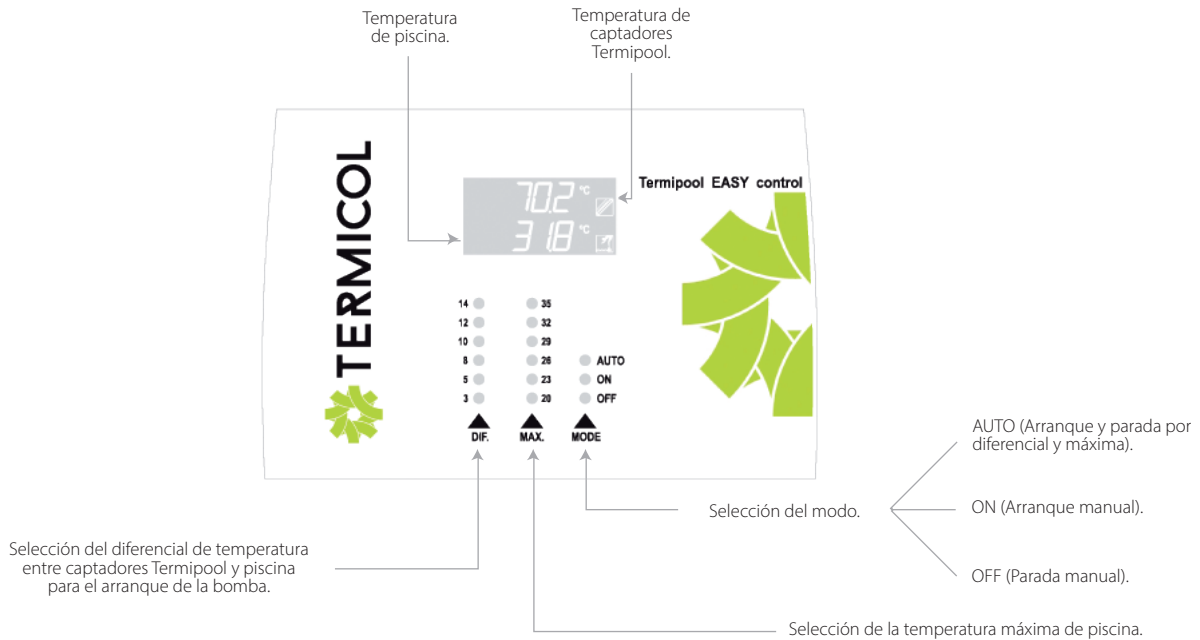 Temperatura
de piscina.
Temperatura de
captadores
Termipool.
TERMICOL
70.2 °C
31.8 °C
Termipool EASY control
14
12
10
8
5
3
DIF.
35
32
29
26
23
20
MAX.
AUTO
ON
OFF
MODE
AUTO (Arranque y parada por
diferencial y máxima).
Selección del modo.
ON (Arranque manual).
OFF (Parada manual).
Selección del diferencial de temperatura
entre captadores Termipool y piscina
para el arranque de la bomba.
Selección de la temperatura máxima de piscina.